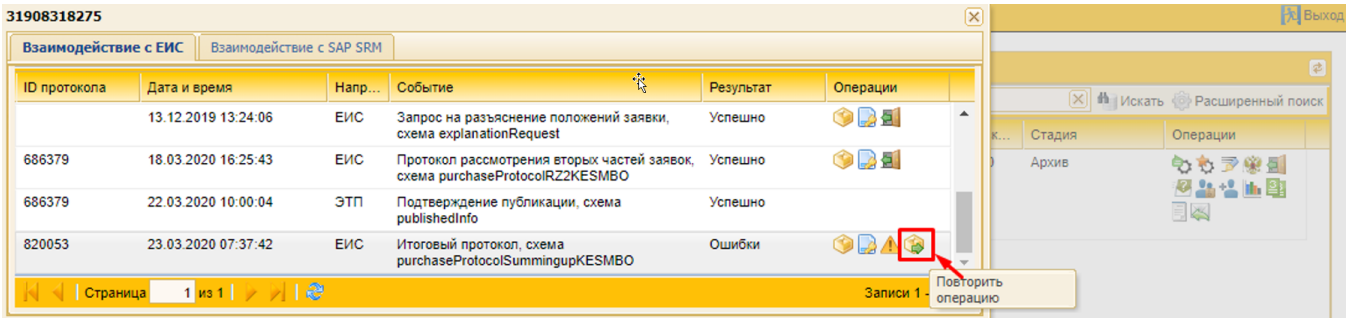 31908318275
Выход
Взаимодействие с ЕИС Взаимодействие с SAP SRM
ID протокола Дата и время Напр... Событие Результат Операции
Искать Расширенный поиск
13.12.2019 13:24:06 ЕИС Запрос на разъяснение положений заявки, Успешно
схема explanationRequest
к... Стадия Операции
686379 18.03.2020 16:25:43 ЕИС Протокол рассмотрения вторых частей заявок, Успешно
схема purchaseProtocolRZ2KESMBO
Архив
686379 22.03.2020 10:00:04 ЭТП Подтверждение публикации, схема Успешно
publishedInfo
820053 23.03.2020 07:37:42 ЕИС Итоговый протокол, схема Ошибки
purchaseProtocolSummingupKESMBO
Страница 1 из 1 Записи 1 -
Повторить
операцию